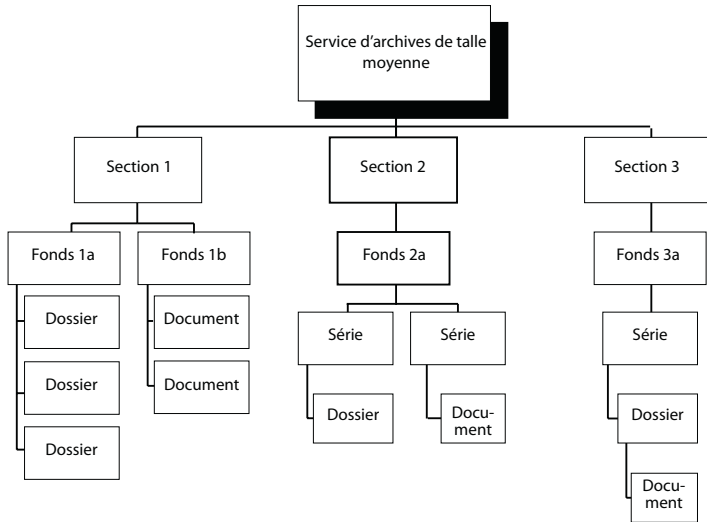 Service d'archives de talle
moyenne
Section 1
Section 2
Section 3
Fonds 1a
Fonds 1b
Fonds 2a
Fonds 3a
Dossier
Document
Série
Série
Série
Dossier
Document
Dossier
Docu-
ment
Dossier
Dossier
Docu-
ment